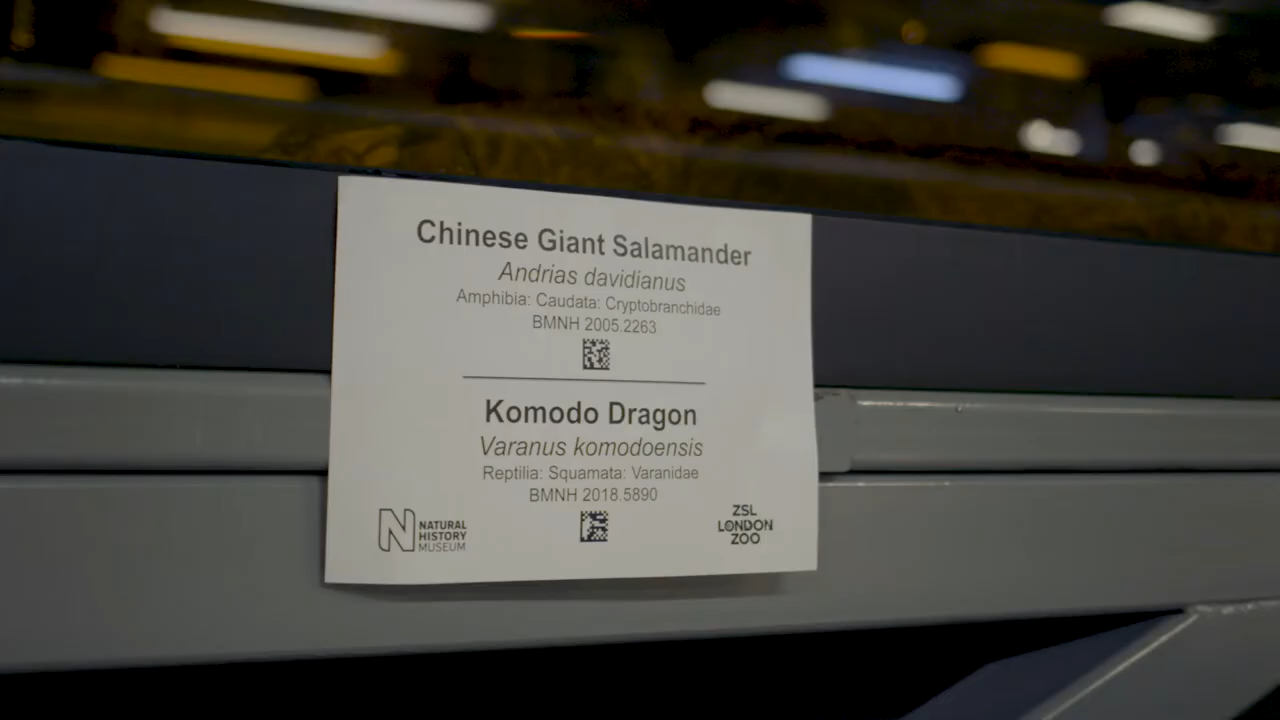 Chinese Giant Salamander
Andrias davidianus
Amphibia: Caudata: Cryptobranchidae
BMNH 2005.2263
Komodo Dragon
Varanus komodoensis
Reptilia: Squamata: Varanidae
BMNH 2018.5890
N NATURAL
HISTORY
MUSEUM
ZSL
LONDON
ZOO